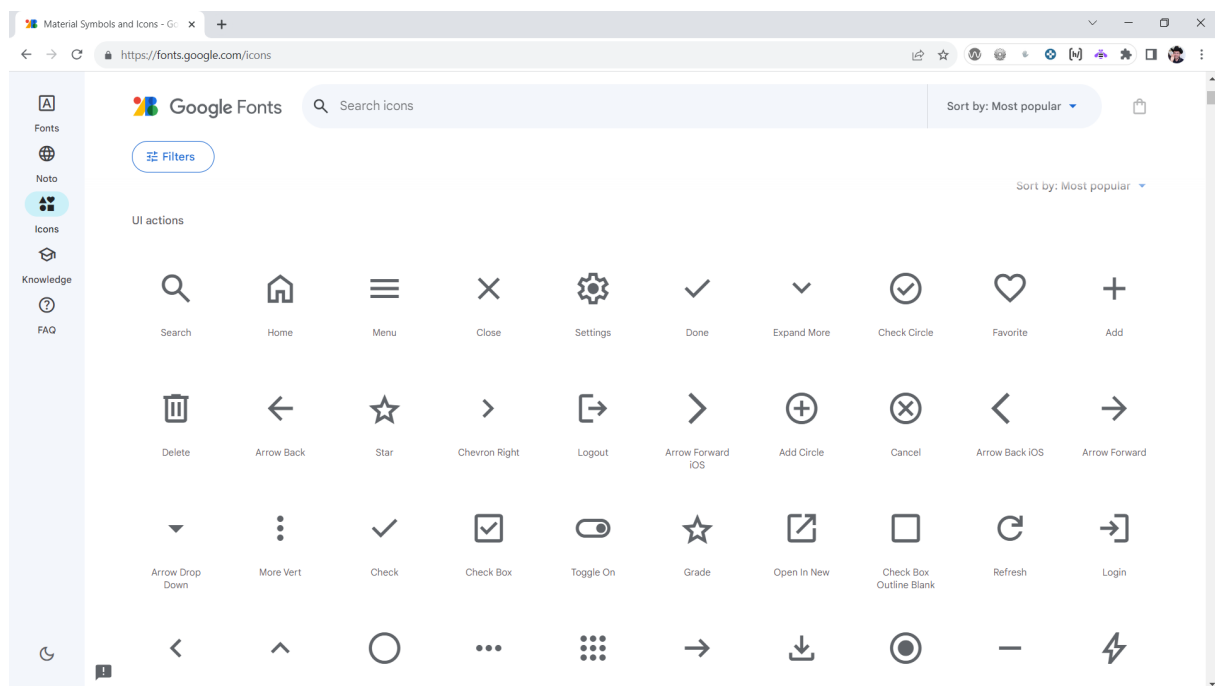 Material Symbols and Icons - Go
https://fonts.google.com/icons
Fonts
Noto
Icons
Knowledge
FAQ
Google Fonts
Search icons
Sort by: Most popular
Filters
Sort by: Most popular
UI actions
Search
Home
Menu
Close
Settings
Done
Expand More
Check Circle
Favorite
Add
Delete
Arrow Back
Star
Chevron Right
Logout
Arrow Forward
iOS
Add Circle
Cancel
Arrow Back iOS
Arrow Forward
Arrow Drop
Down
More Vert
Check
Check Box
Toggle On
Grade
Open In New
Check Box
Outline Blank
Refresh
Login